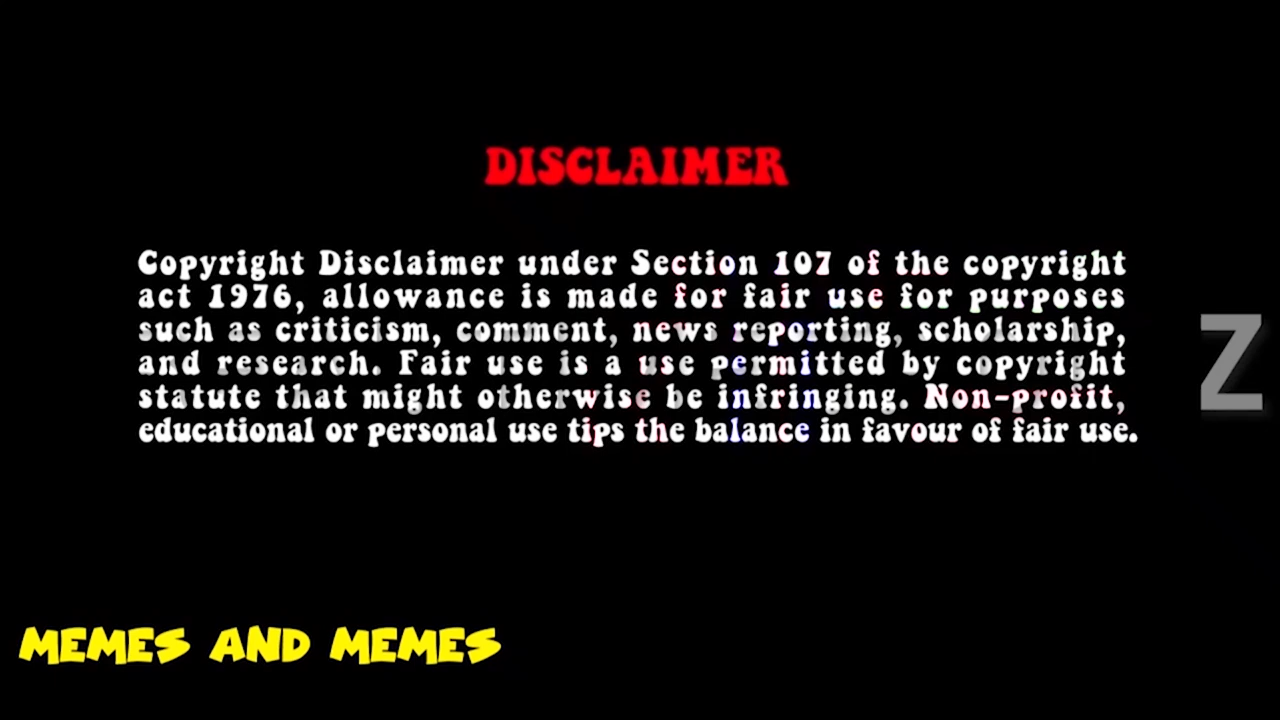 DISCLAIMER
Copyright Disclaimer under Section 107 of the copyright
act 1976, allowance is made for fair use for purposes
such as criticism, comment, news reporting, scholarship,
and research. Fair use is a use permitted by copyright
statute that might otherwise be infringing. Non-profit,
educational or personal use tips the balance in favour of fair use.
Z
MEMES AND MEMES